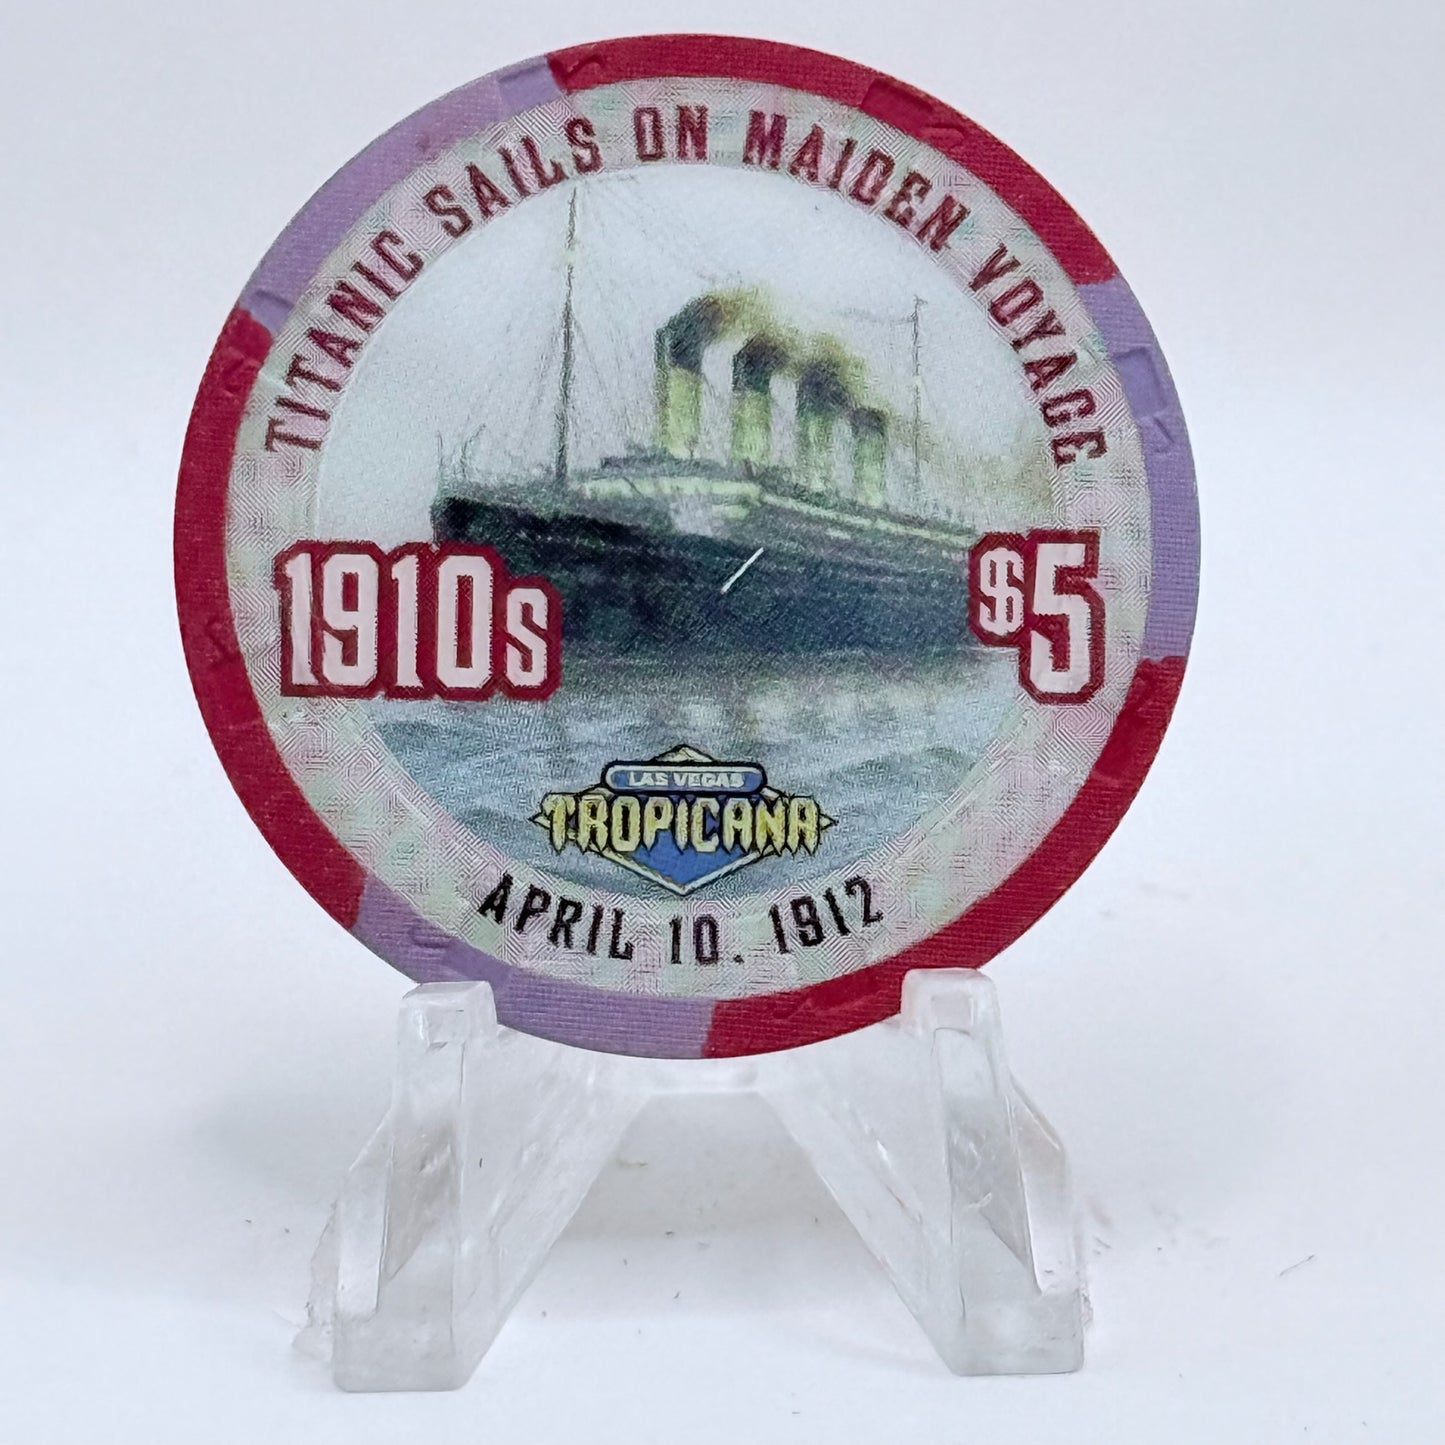 TITANIC SAILS ON MAIDEN VOYAGE
1910s
$5
LAS VEGAS
TROPICANA
APRIL 10. 1912